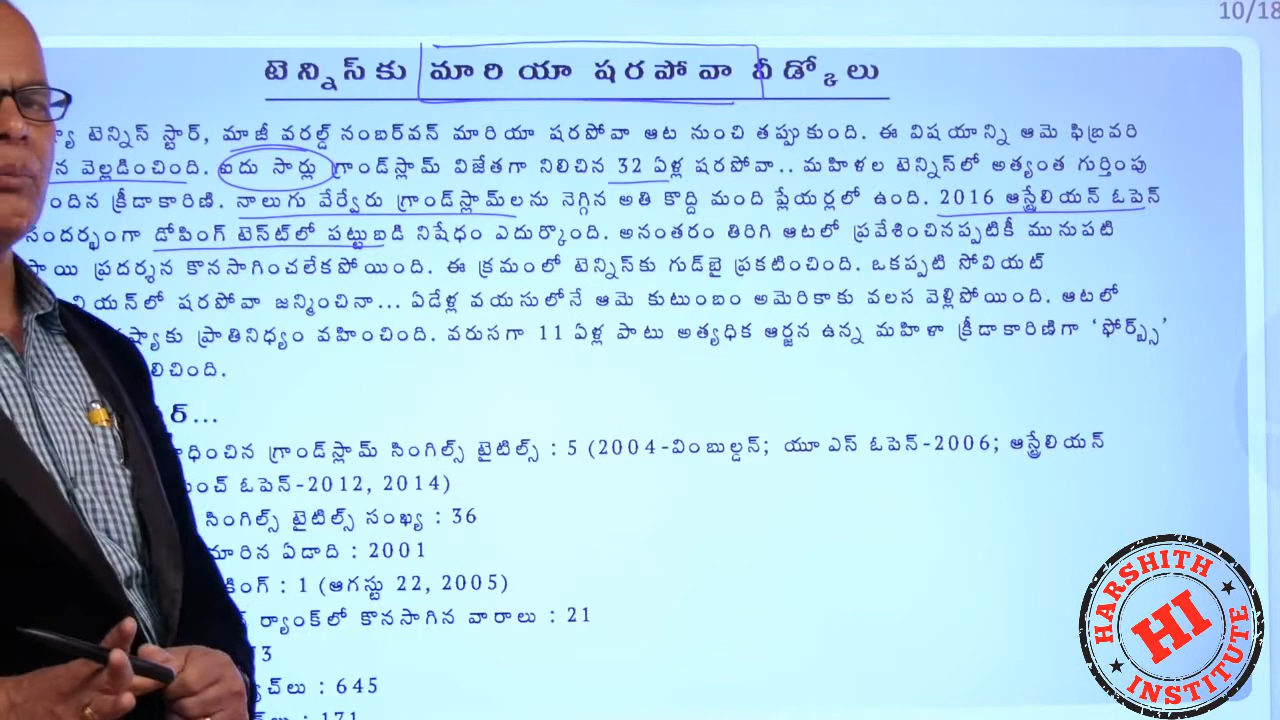 10/18
టెన్నిస్‌కు మారియా షరపోవా వీడ్కోలు
టెన్నిస్ స్టార్, మాజీ వరల్డ్ నంబర్‌వన్ మారియా షరపోవా ఆట నుంచి తప్పుకుంది. ఈ విషయాన్ని ఆమె ఫిబ్రవరి
న వెల్లడించింది. ఐదు సార్లు గ్రాండ్‌స్లామ్ విజేతగా నిలిచిన 32 ఏళ్ల షరపోవా.. మహిళల టెన్నిస్‌లో అత్యంత గుర్తింపు
క్రీడాకారిణి. నాలుగు వేర్వేరు గ్రాండ్‌స్లామ్‌లను నెగ్గిన అతి కొద్ది మంది ప్లేయర్లలో ఉంది. 2016 ఆస్ట్రేలియన్ ఓపెన్
సందర్భంగా డోపింగ్ టెస్ట్‌లో పట్టుబడి నిషేధం ఎదుర్కొంది. అనంతరం తిరిగి ఆటలో ప్రవేశించినప్పటికీ మునుపటి
ప్రదర్శన కొనసాగించలేకపోయింది. ఈ క్రమంలో టెన్నిస్‌కు గుడ్‌బై ప్రకటించింది. ఒకప్పటి సోవియట్
నియన్‌లో షరపోవా జన్మించినా... ఏడేళ్ల వయసులోనే ఆమె కుటుంబం అమెరికాకు వలస వెళ్లిపోయింది. ఆటలో
ష్యాకు ప్రాతినిధ్యం వహించింది. వరుసగా 11 ఏళ్ల పాటు అత్యధిక ఆర్జన ఉన్న మహిళా క్రీడాకారిణిగా ‘ఫోర్బ్స్’
లిచింది.
ర్...
ధించిన గ్రాండ్‌స్లామ్ సింగిల్స్ టైటిల్స్ : 5 (2004-వింబుల్డన్; యూఎస్ ఓపెన్-2006; ఆస్ట్రేలియన్
ంచ్ ఓపెన్-2012, 2014)
సింగిల్స్ టైటిల్స్ సంఖ్య : 36
మారిన ఏడాది : 2001
కింగ్ : 1 (ఆగస్టు 22, 2005)
ర్యాంక్‌లో కొనసాగిన వారాలు : 21
చ్‌లు : 645
: 171
HARSHITH
HI
INSTITUTE